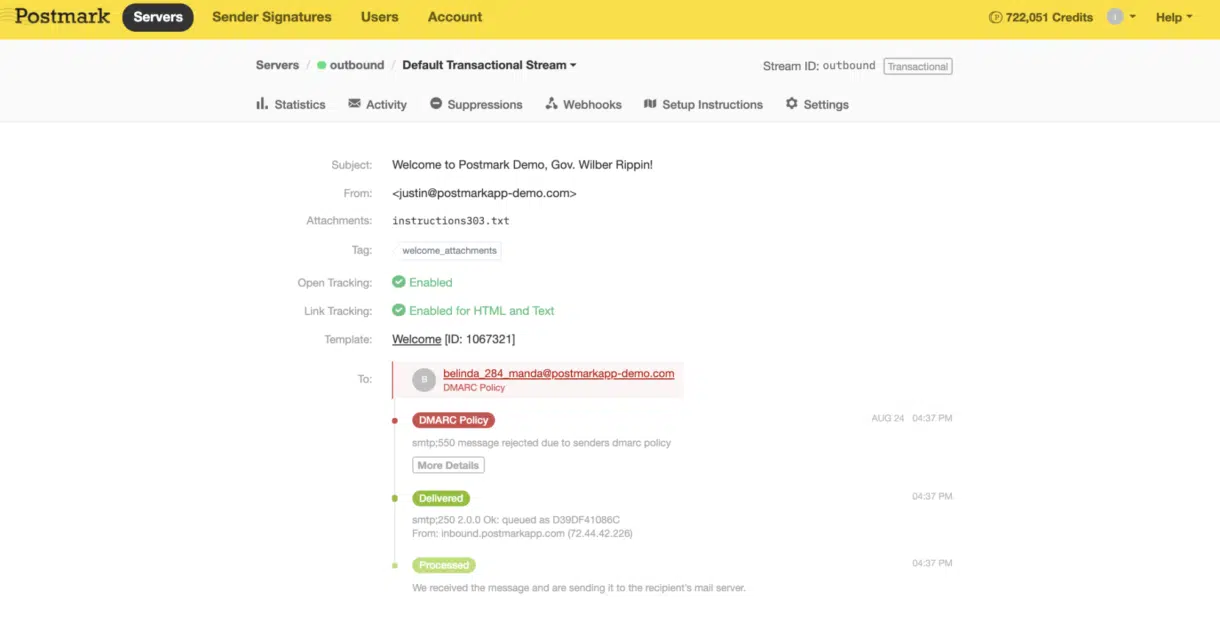 Postmark Servers Sender Signatures Users Account 722,051 Credits Help
Servers / outbound / Default Transactional Stream Stream ID: outbound Transactional
Statistics Activity Suppressions Webhooks Setup Instructions Settings
Subject: Welcome to Postmark Demo, Gov. Wilber Rippin!
From: <justin@postmarkapp-demo.com>
Attachments: instructions303.txt
Tag: welcome_attachments
Open Tracking: Enabled
Link Tracking: Enabled for HTML and Text
Template: Welcome [ID: 1067321]
To: B belinda_284_manda@postmarkapp-demo.com
DMARC Policy
DMARC Policy AUG 24 04:37 PM
smtp;550 message rejected due to senders dmarc policy
More Details
Delivered 04:37 PM
smtp;250 2.0.0 Ok: queued as D39DF41086C
From: inbound.postmarkapp.com (72.44.42.226)
Processed 04:37 PM
We received the message and are sending it to the recipient's mail server.